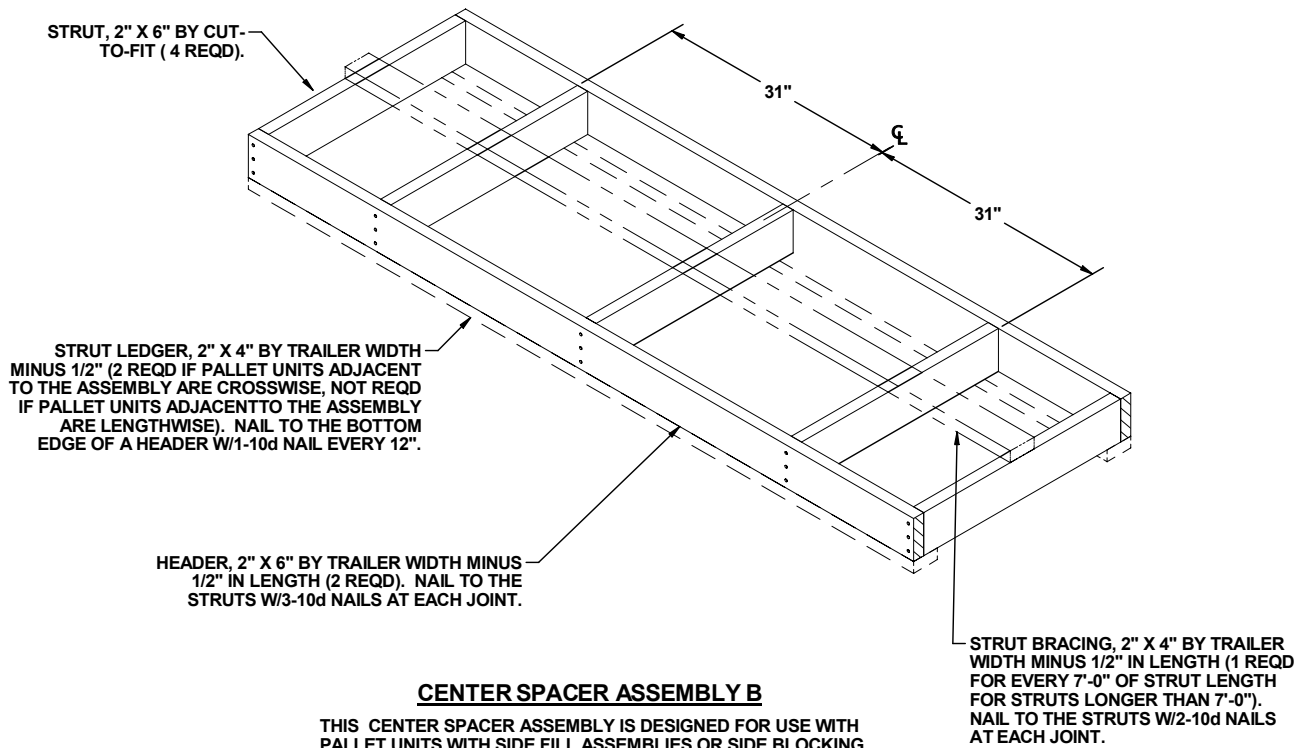 STRUT, 2" X 6" BY CUT-
TO-FIT ( 4 REQD).
31"
℄
31"
STRUT LEDGER, 2" X 4" BY TRAILER WIDTH
MINUS 1/2" (2 REQD IF PALLET UNITS ADJACENT
TO THE ASSEMBLY ARE CROSSWISE, NOT REQD
IF PALLET UNITS ADJACENTTO THE ASSEMBLY
ARE LENGTHWISE). NAIL TO THE BOTTOM
EDGE OF A HEADER W/1-10d NAIL EVERY 12".
HEADER, 2" X 6" BY TRAILER WIDTH MINUS
1/2" IN LENGTH (2 REQD). NAIL TO THE
STRUTS W/3-10d NAILS AT EACH JOINT.
STRUT BRACING, 2" X 4" BY TRAILER
WIDTH MINUS 1/2" IN LENGTH (1 REQD
FOR EVERY 7'-0" OF STRUT LENGTH
FOR STRUTS LONGER THAN 7'-0").
NAIL TO THE STRUTS W/2-10d NAILS
AT EACH JOINT.
CENTER SPACER ASSEMBLY B
THIS CENTER SPACER ASSEMBLY IS DESIGNED FOR USE WITH
PALLET UNITS WITH SIDE FILL ASSEMBLIES OR SIDE BLOCKING